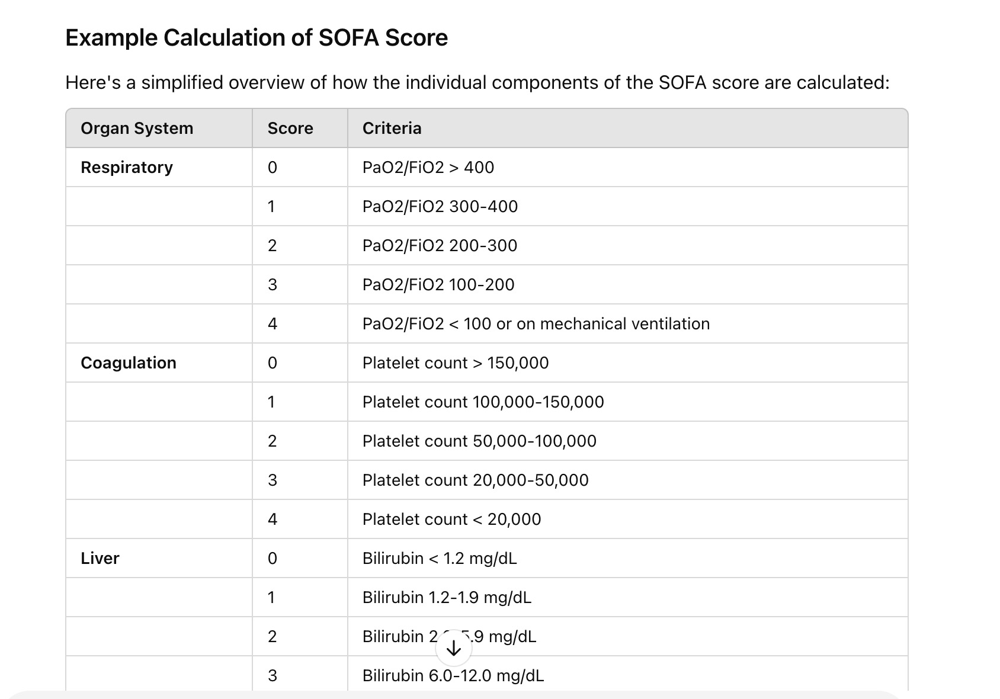 Example Calculation of SOFA Score
Here's a simplified overview of how the individual components of the SOFA score are calculated:
Organ System Score Criteria
Respiratory 0 PaO2/FiO2 > 400
1 PaO2/FiO2 300-400
2 PaO2/FiO2 200-300
3 PaO2/FiO2 100-200
4 PaO2/FiO2 < 100 or on mechanical ventilation
Coagulation 0 Platelet count > 150,000
1 Platelet count 100,000-150,000
2 Platelet count 50,000-100,000
3 Platelet count 20,000-50,000
4 Platelet count < 20,000
Liver 0 Bilirubin < 1.2 mg/dL
1 Bilirubin 1.2-1.9 mg/dL
2 Bilirubin mg/dL
3 Bilirubin 6.0-12.0 mg/dL